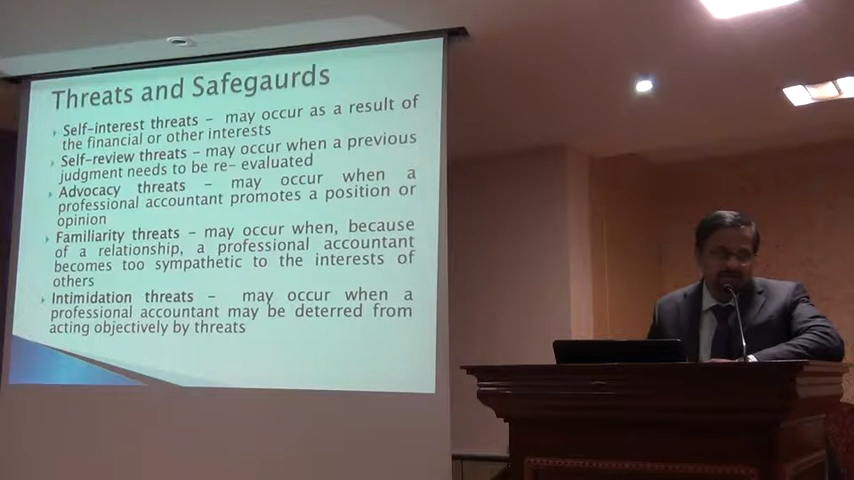 Threats and Safegaurds
Self-interest threats – may occur as a result of
the financial or other interests
Self-review threats – may occur when a previous
judgment needs to be re- evaluated
Advocacy threats – may occur when a
professional accountant promotes a position or
opinion
Familiarity threats – may occur when, because
of a relationship, a professional accountant
becomes too sympathetic to the interests of
others
Intimidation threats – may occur when a
professional accountant may be deterred from
acting objectively by threats